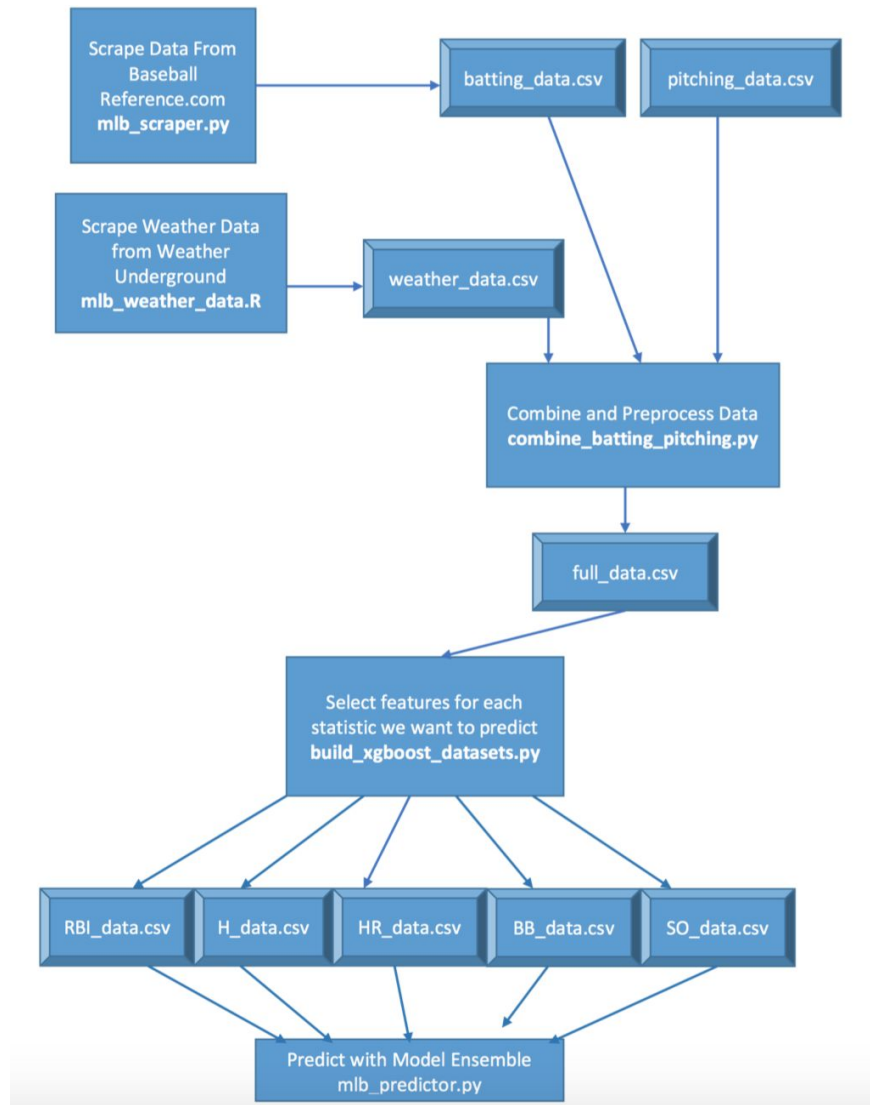 Scrape Data From
Baseball
Reference.com
mlb_scraper.py
batting_data.csv
pitching_data.csv
Scrape Weather Data
from Weather
Underground
mlb_weather_data.R
weather_data.csv
Combine and Preprocess Data
combine_batting_pitching.py
full_data.csv
Select features for each
statistic we want to predict
build_xgboost_datasets.py
RBI_data.csv
H_data.csv
HR_data.csv
BB_data.csv
SO_data.csv
Predict with Model Ensemble
mlb_predictor.py